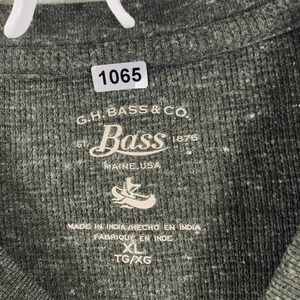 1065
G.H. BASS & CO.
EST. Bass 1876
MAINE, USA
MADE IN INDIA/HECHO EN INDIA
FABRIQUÉ EN INDE
XL
TG/XG